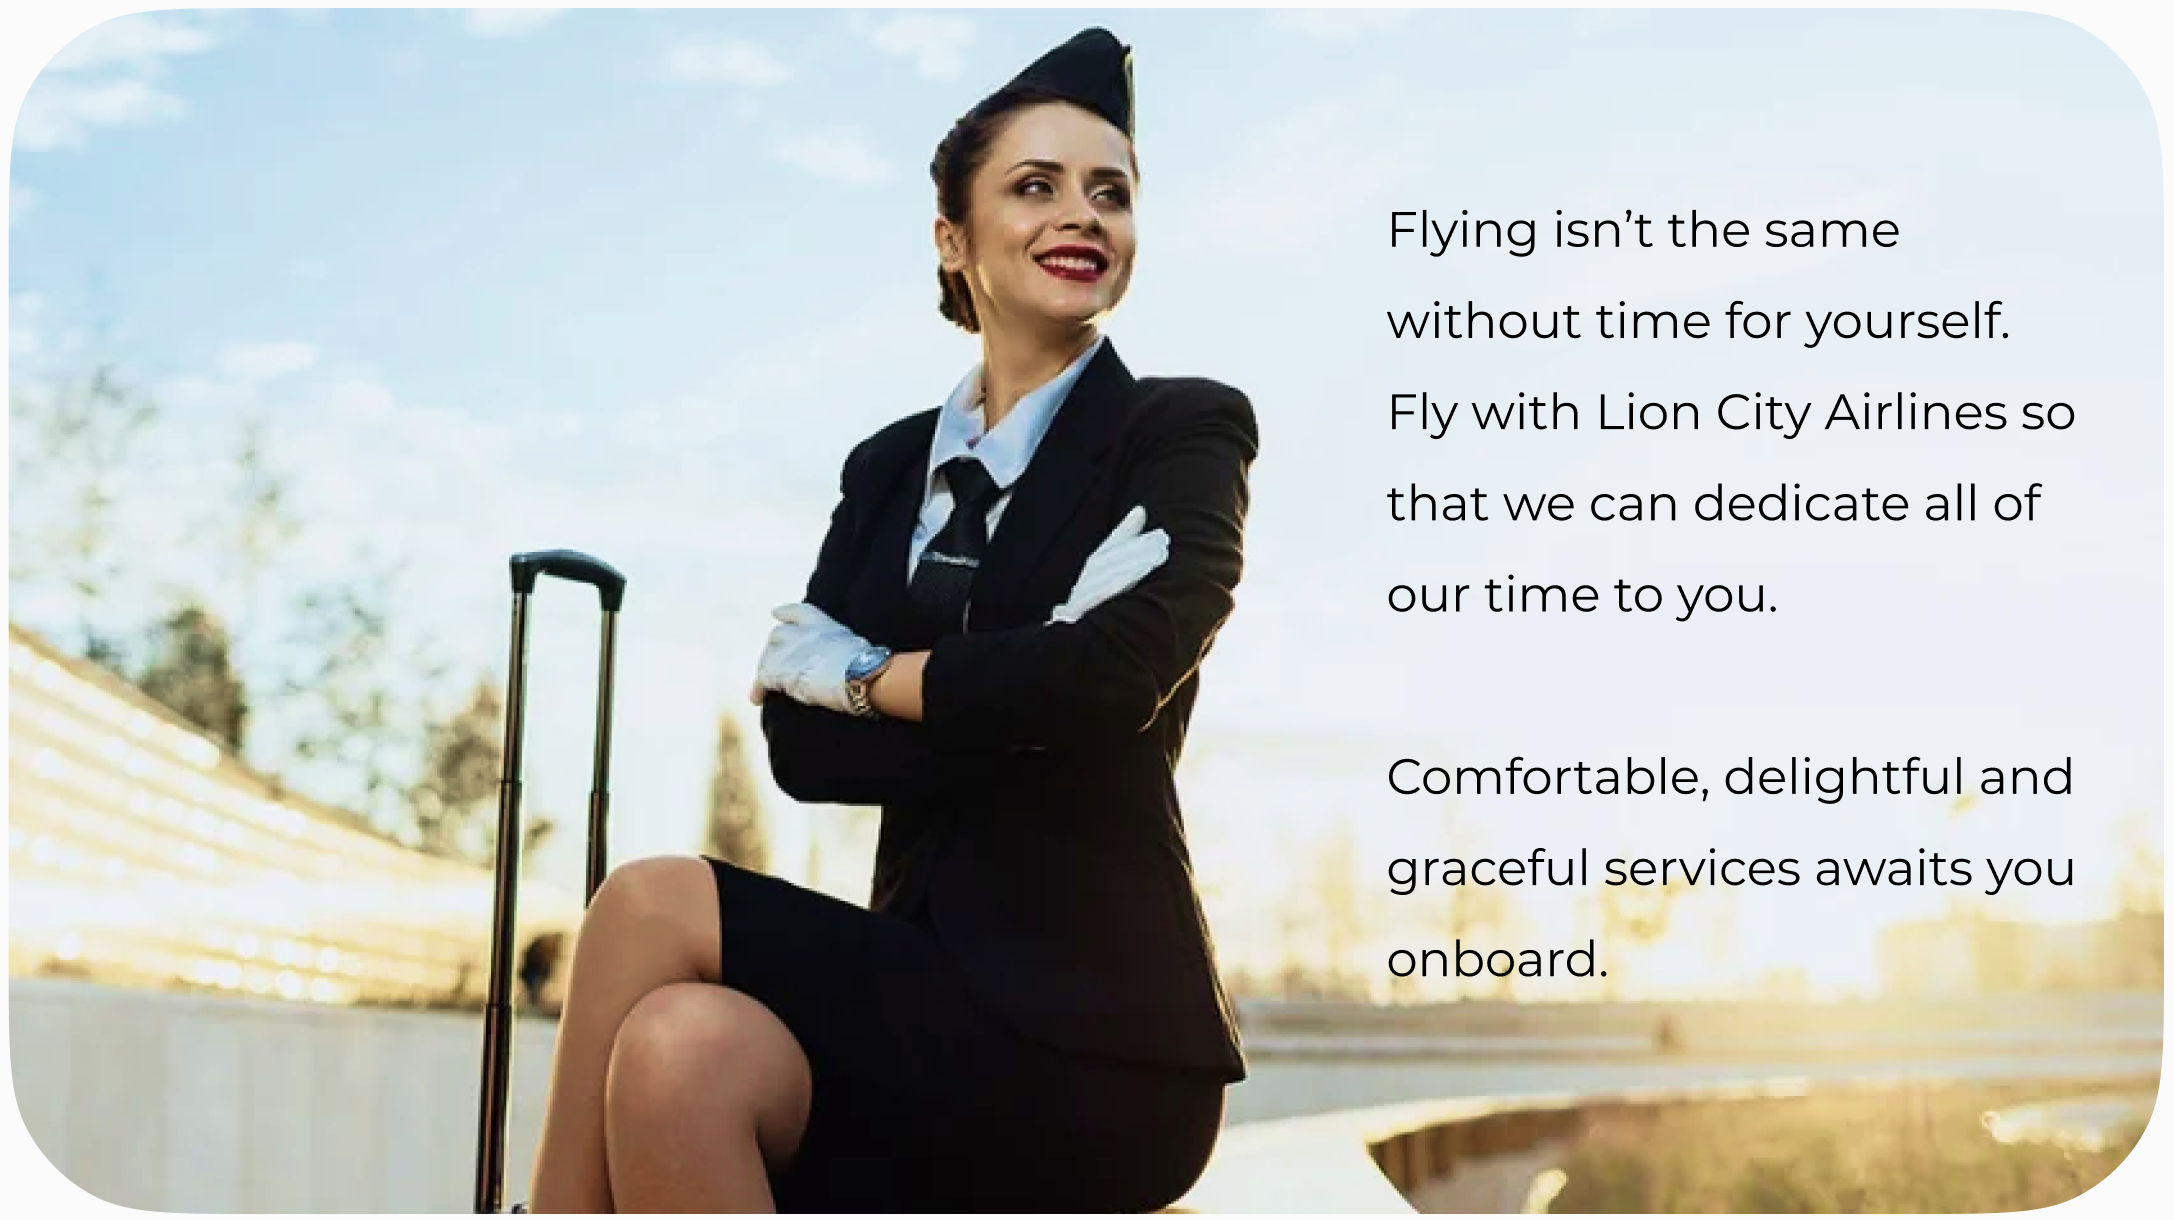 Flying isn’t the same
without time for yourself.
Fly with Lion City Airlines so
that we can dedicate all of
our time to you.
Comfortable, delightful and
graceful services awaits you
onboard.